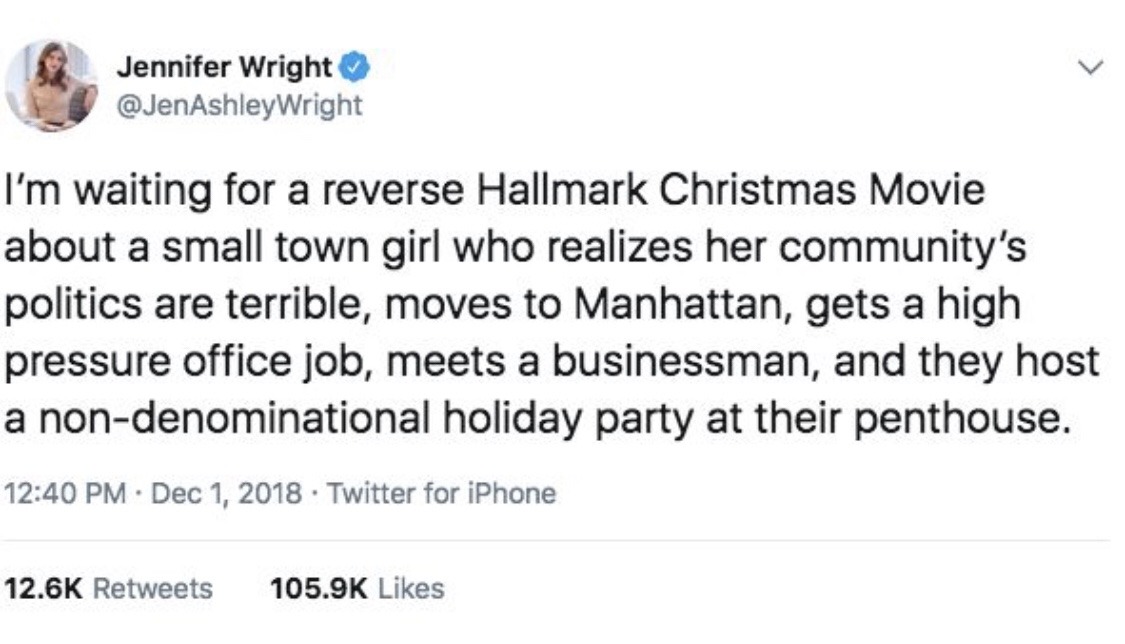 Jennifer Wright
@JenAshleyWright
I’m waiting for a reverse Hallmark Christmas Movie
about a small town girl who realizes her community’s
politics are terrible, moves to Manhattan, gets a high
pressure office job, meets a businessman, and they host
a non-denominational holiday party at their penthouse.
12:40 PM · Dec 1, 2018 · Twitter for iPhone
12.6K Retweets 105.9K Likes